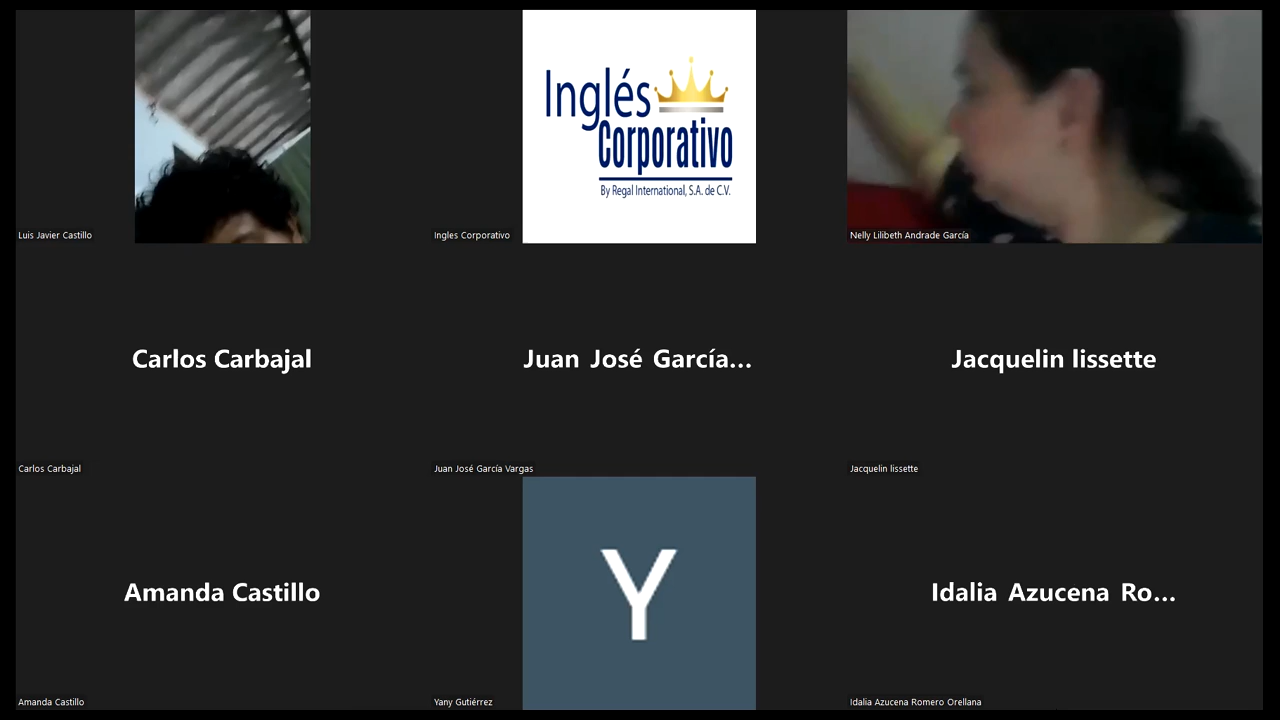 Inglés
Corporativo
By Regal International, S.A. de C.V.
Luis Javier Castillo
Ingles Corporativo
Nelly Lilibeth Andrade García
Carlos Carbajal
Juan José García...
Jacquelin lissette
Carlos Carbajal
Juan José García Vargas
Jacquelin lissette
Amanda Castillo
Y
Idalia Azucena Ro...
Amanda Castillo
Yany Gutiérrez
Idalia Azucena Romero Orellana